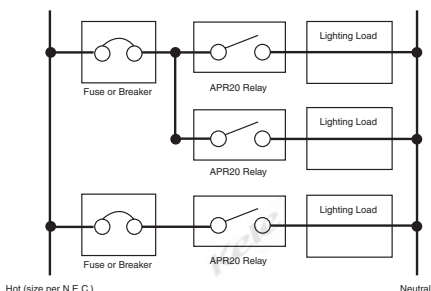 Lighting Load
Fuse or Breaker
APR20 Relay
Lighting Load
APR20 Relay
Lighting Load
Fuse or Breaker
APR20 Relay
Kele
Hot (size per N.E.C.)
Neutral